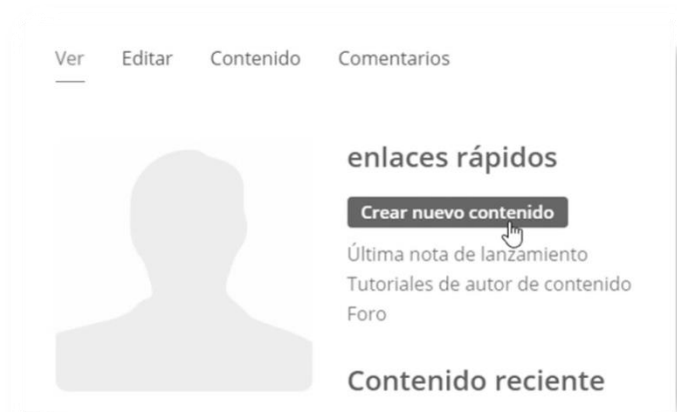 Ver Editar Contenido Comentarios
enlaces rápidos
Crear nuevo contenido
Última nota de lanzamiento
Tutoriales de autor de contenido
Foro
Contenido reciente